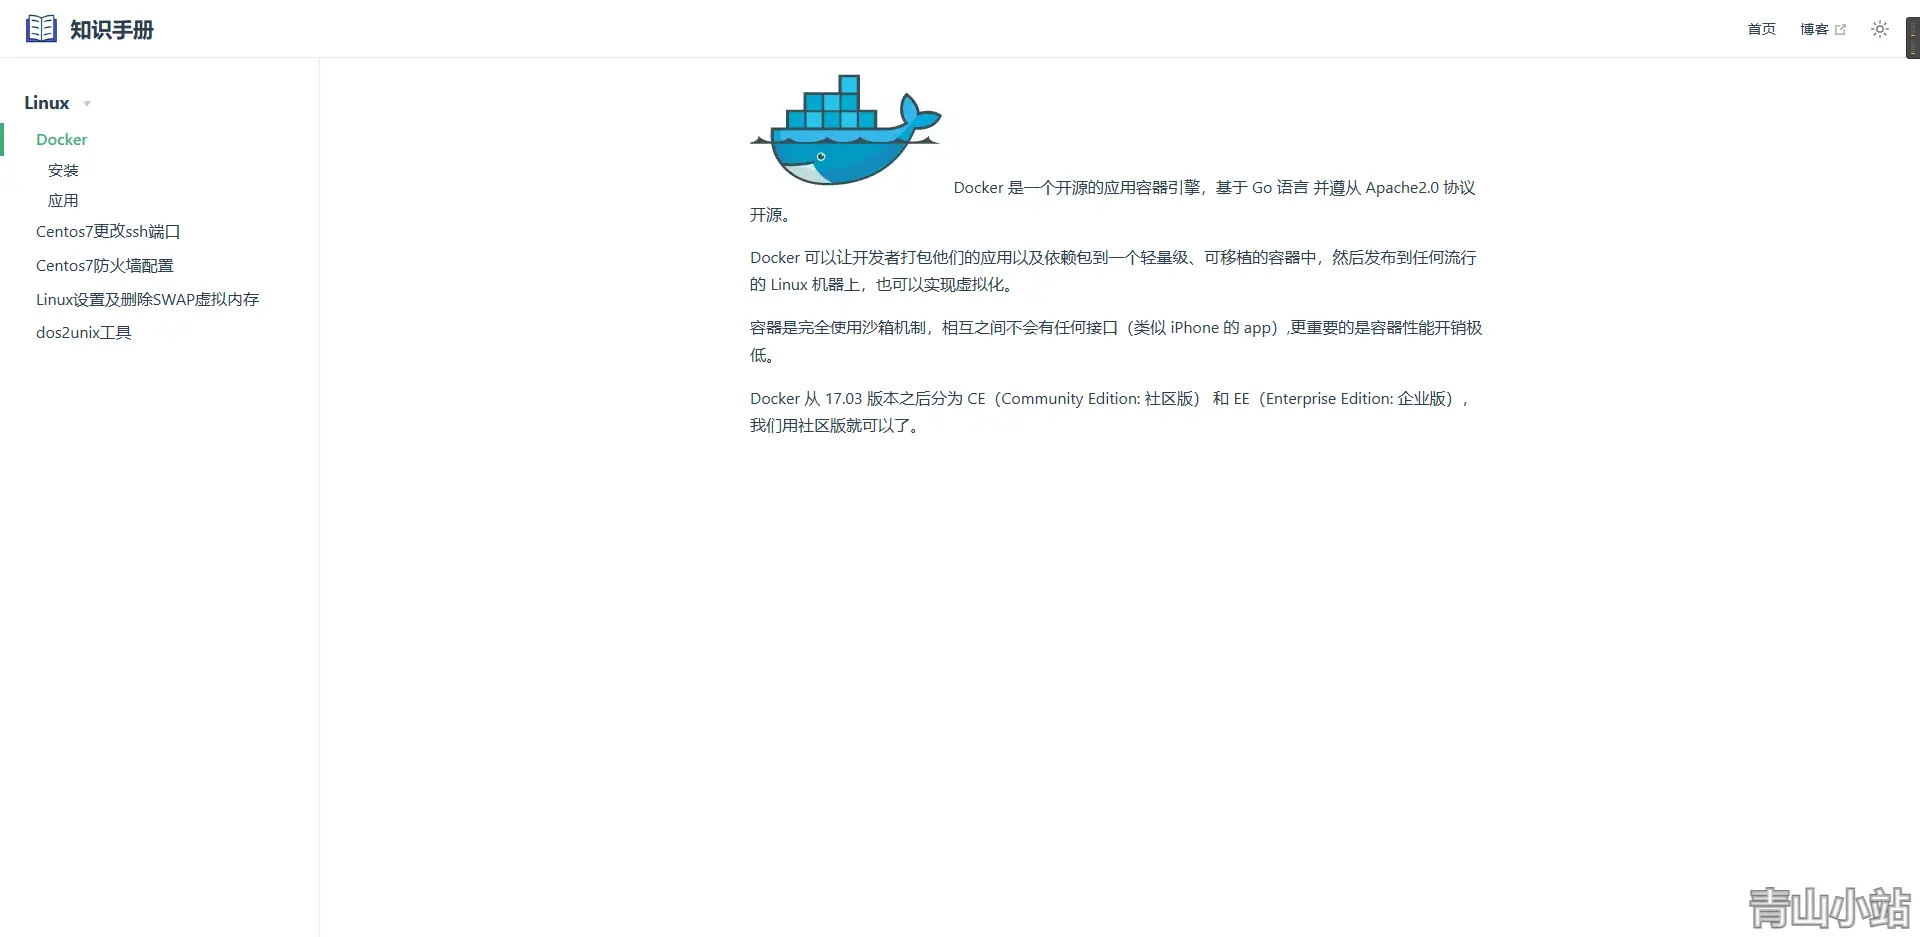 知识手册
首页
博客
Linux
Docker
安装
应用
Centos7更改ssh端口
Centos7防火墙配置
Linux设置及删除SWAP虚拟内存
dos2unix工具
Docker 是一个开源的应用容器引擎，基于 Go 语言 并遵从 Apache2.0 协议
开源。
Docker 可以让开发者打包他们的应用以及依赖包到一个轻量级、可移植的容器中，然后发布到任何流行
的 Linux 机器上，也可以实现虚拟化。
容器是完全使用沙箱机制，相互之间不会有任何接口（类似 iPhone 的 app）,更重要的是容器性能开销极
低。
Docker 从 17.03 版本之后分为 CE（Community Edition: 社区版） 和 EE（Enterprise Edition: 企业版），
我们用社区版就可以了。
青山小站